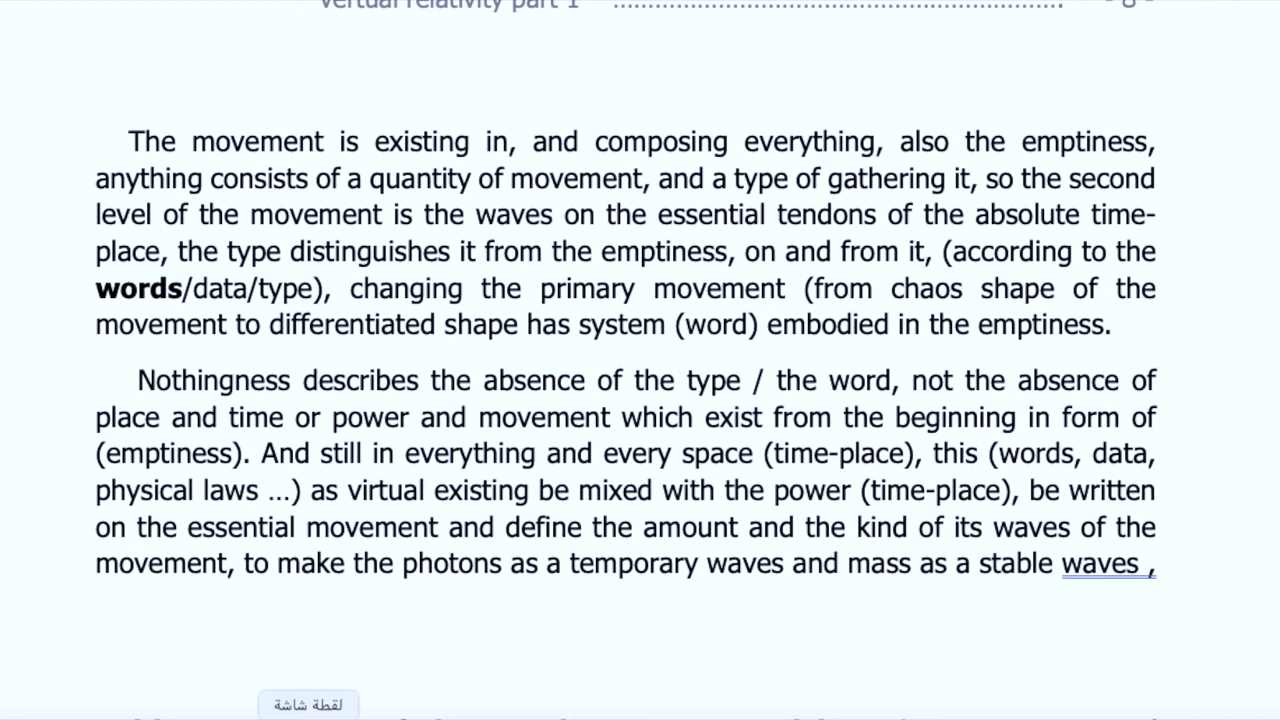 vertual relativity part 1 ........................................................ - 8 -
The movement is existing in, and composing everything, also the emptiness,
anything consists of a quantity of movement, and a type of gathering it, so the second
level of the movement is the waves on the essential tendons of the absolute time-
place, the type distinguishes it from the emptiness, on and from it, (according to the
words/data/type), changing the primary movement (from chaos shape of the
movement to differentiated shape has system (word) embodied in the emptiness.
Nothingness describes the absence of the type / the word, not the absence of
place and time or power and movement which exist from the beginning in form of
(emptiness). And still in everything and every space (time-place), this (words, data,
physical laws ...) as virtual existing be mixed with the power (time-place), be written
on the essential movement and define the amount and the kind of its waves of the
movement, to make the photons as a temporary waves and mass as a stable waves ,
لقطة شاشة